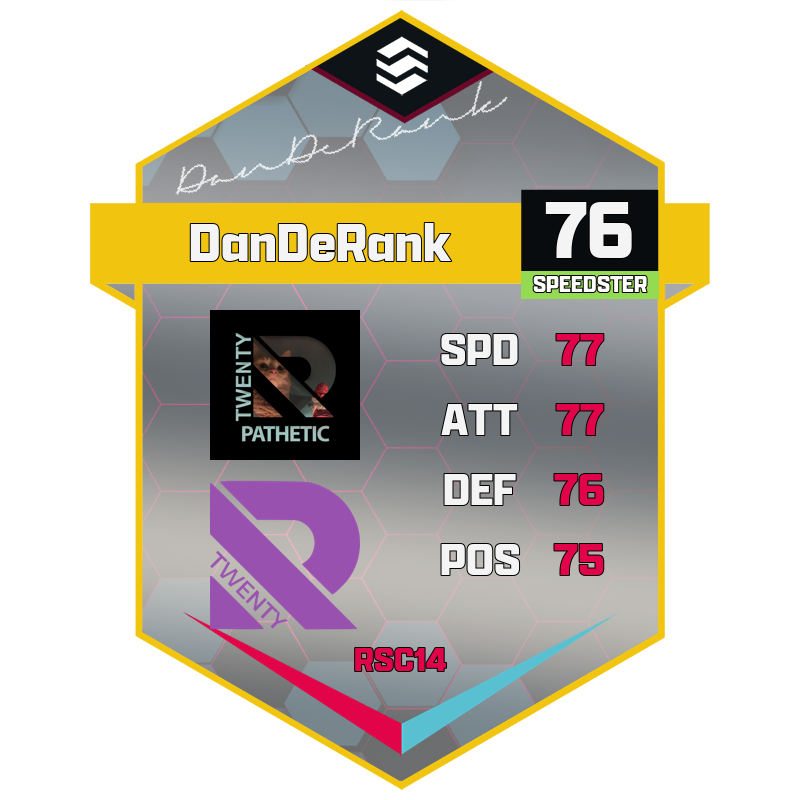 DanDeRank
DanDeRank
76
SPEEDSTER
TWENTY
PATHETIC
SPD 77
ATT 77
DEF 76
POS 75
TWENTY
RSC14